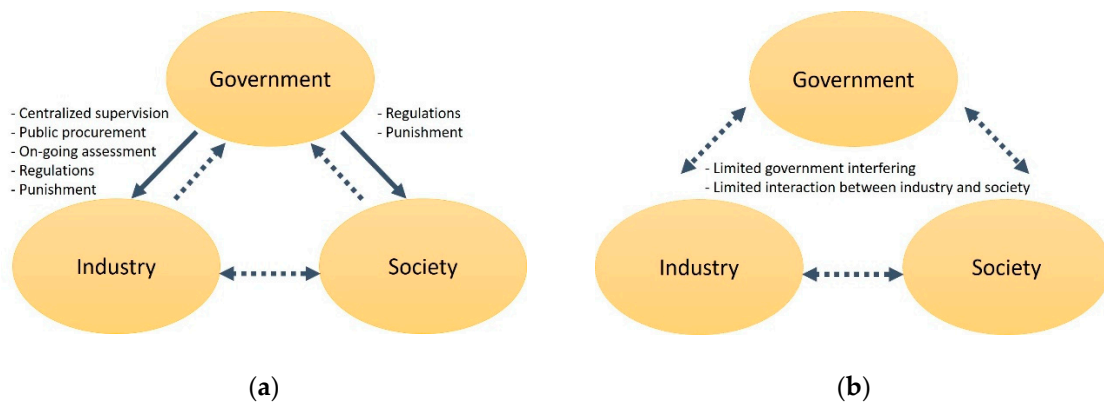 Government
- Centralized supervision
- Public procurement
- On-going assessment
- Regulations
- Punishment
- Regulations
- Punishment
Industry
Society
(a)
Government
- Limited government interfering
- Limited interaction between industry and society
Industry
Society
(b)